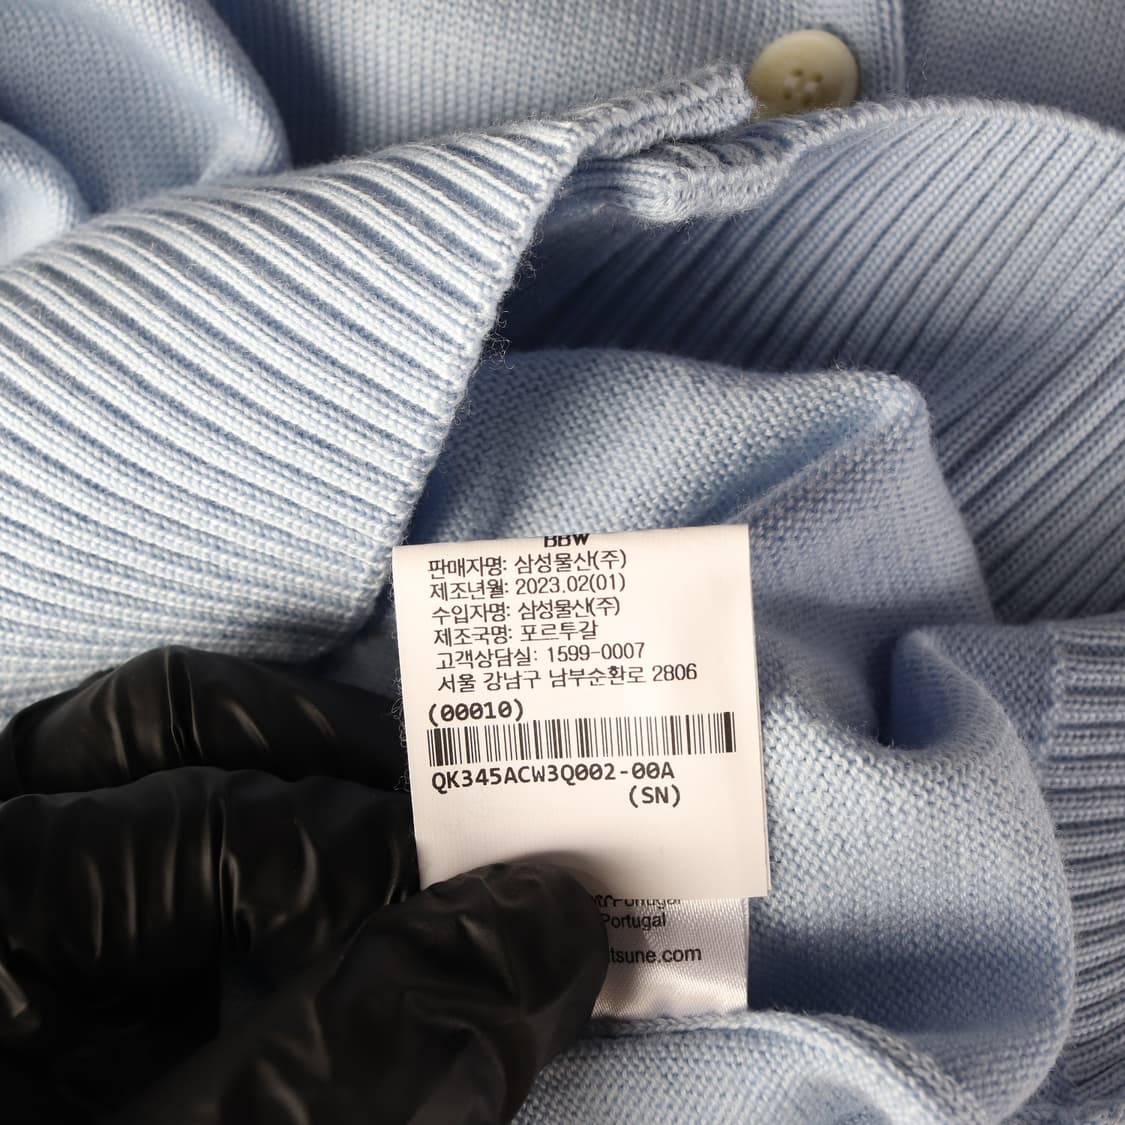 BBW
판매자명: 삼성물산(주)
제조년월: 2023.02(01)
수입자명: 삼성물산(주)
제조국명: 포르투갈
고객상담실: 1599-0007
서울 강남구 남부순환로 2806
(00010)
QK345ACW3Q002-00A
(SN)
Portugal
Portugal
tsune.com